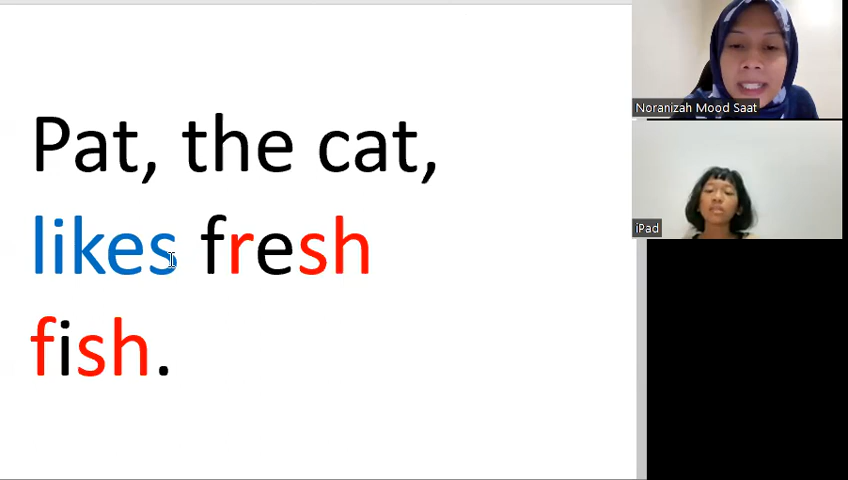 Pat, the cat,
likes fresh
fish.
Noranizah Mood Saat
iPad